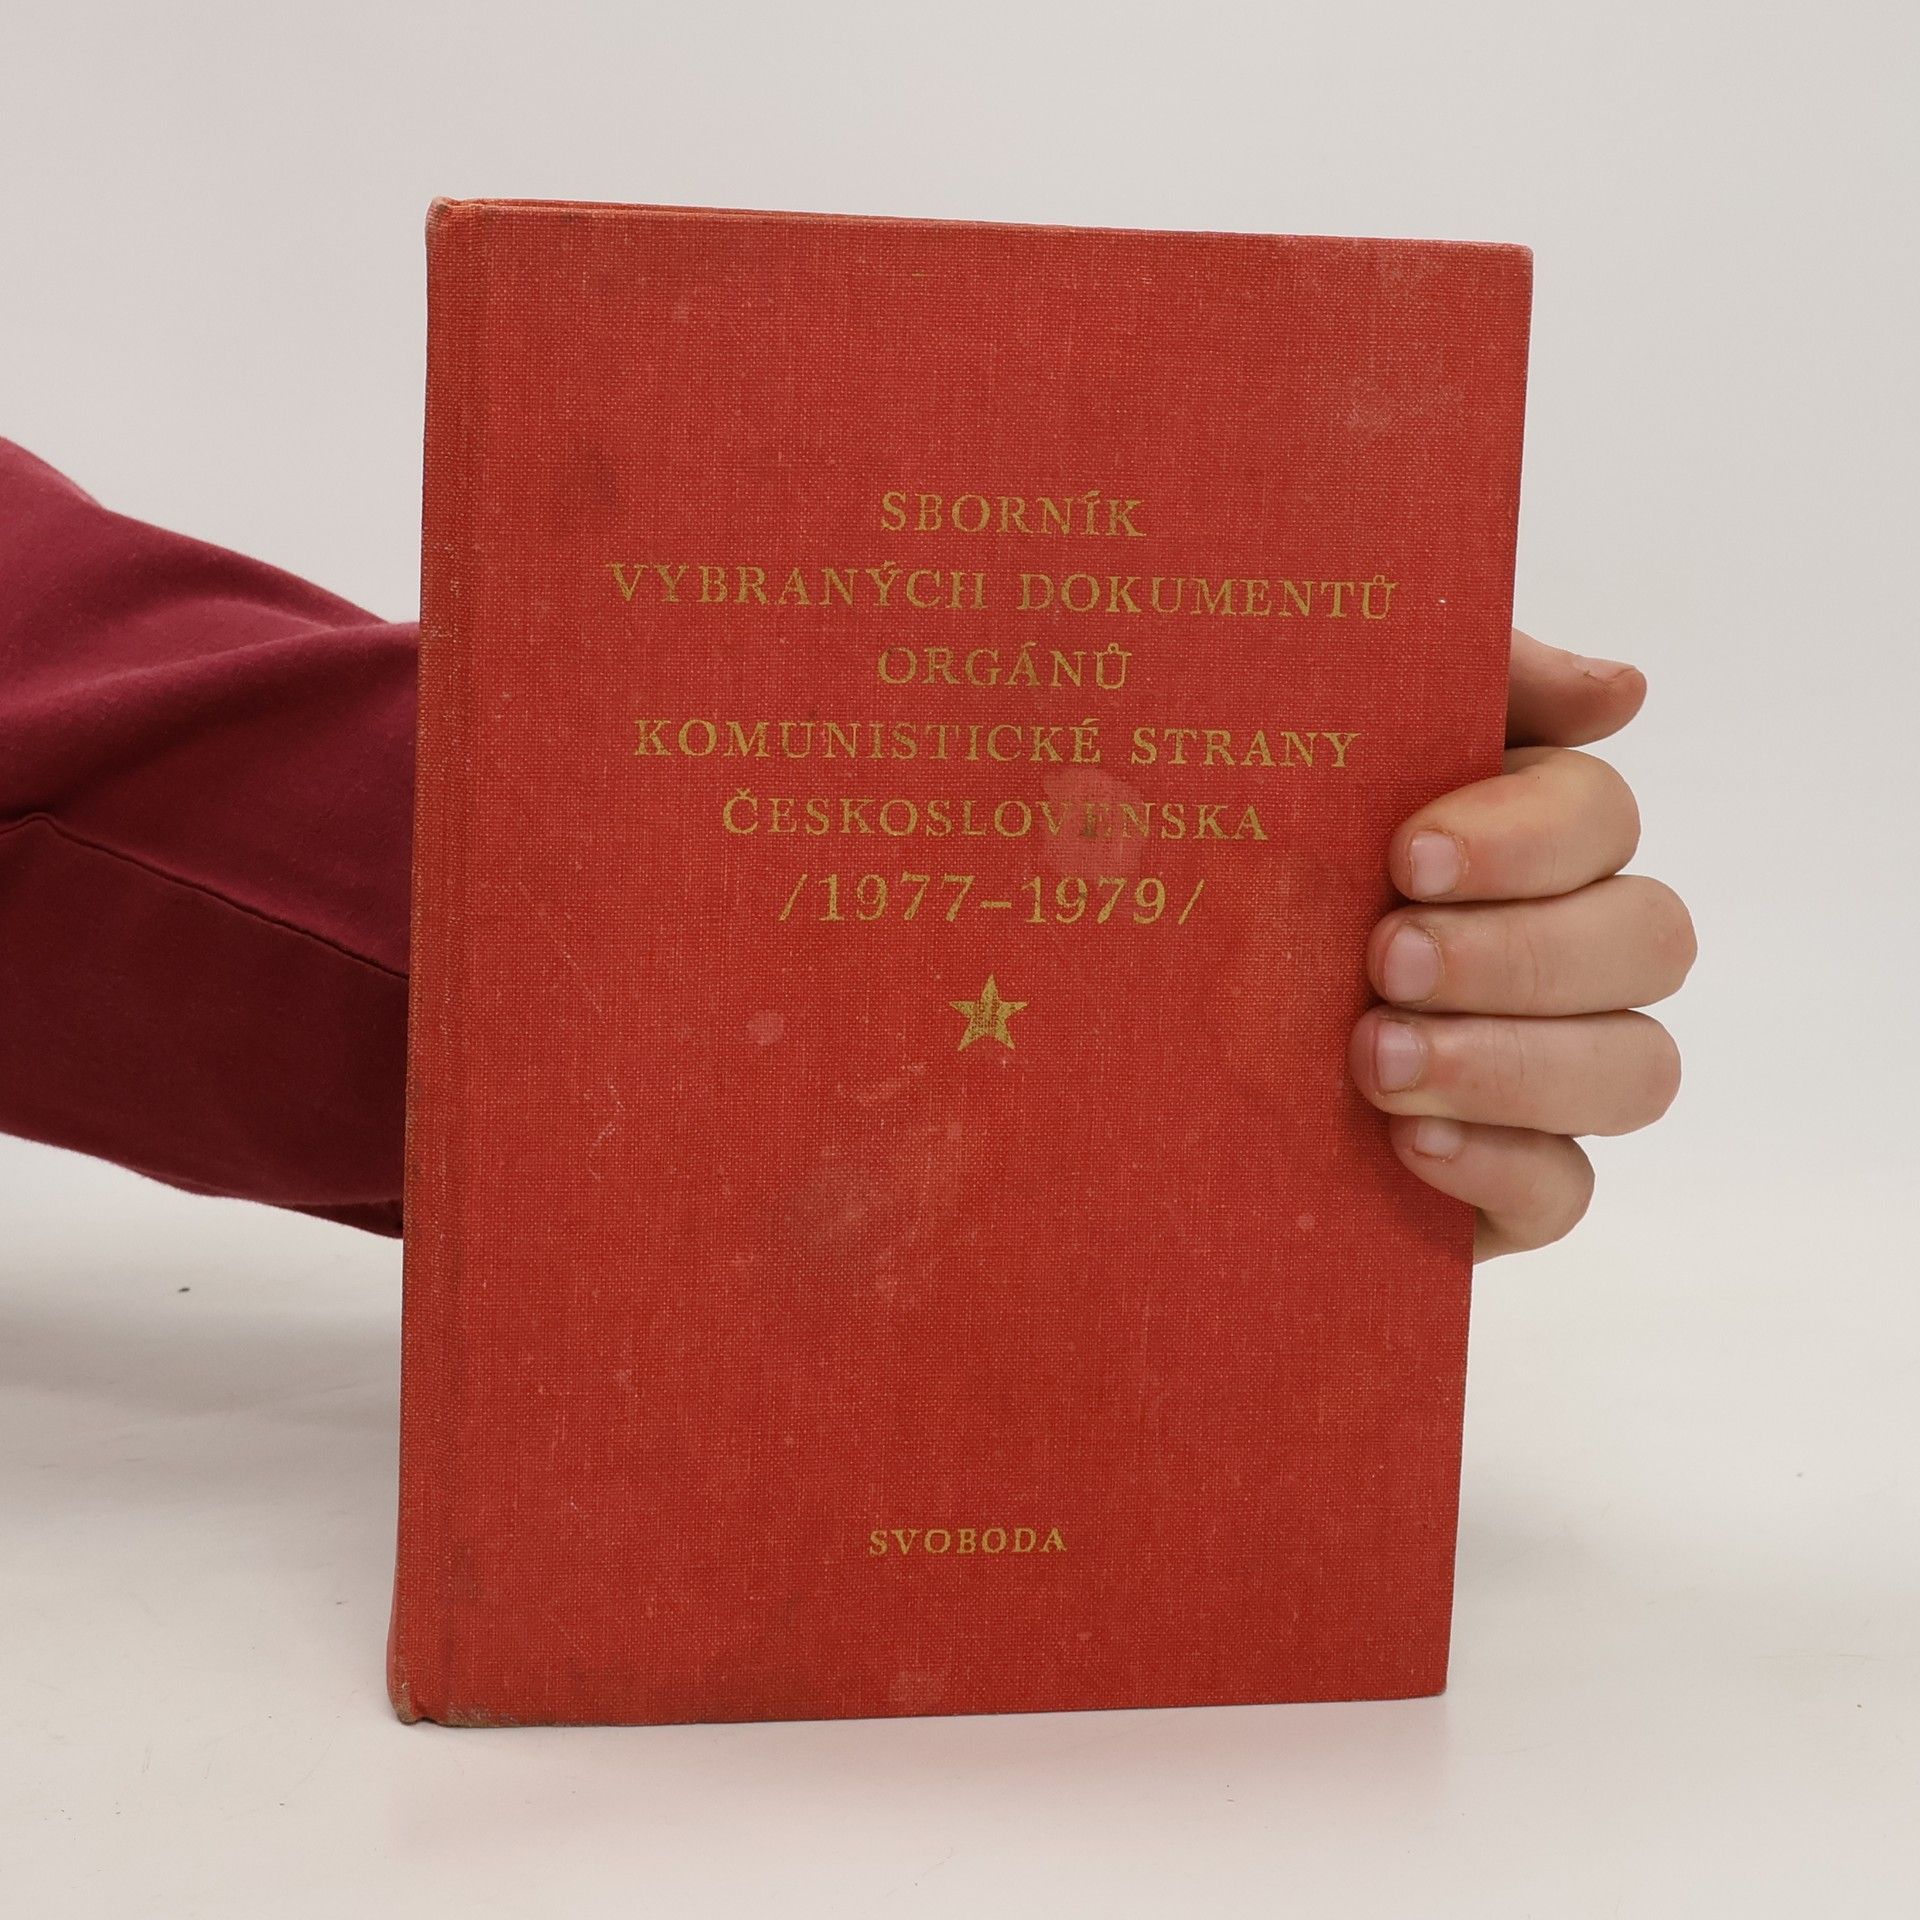 SBORNÍK
VYBRANÝCH DOKUMENTŮ
ORGÁNŮ
KOMUNISTICKÉ STRANY
ČESKOSLOVENSKA
/1977–1979/
SVOBODA